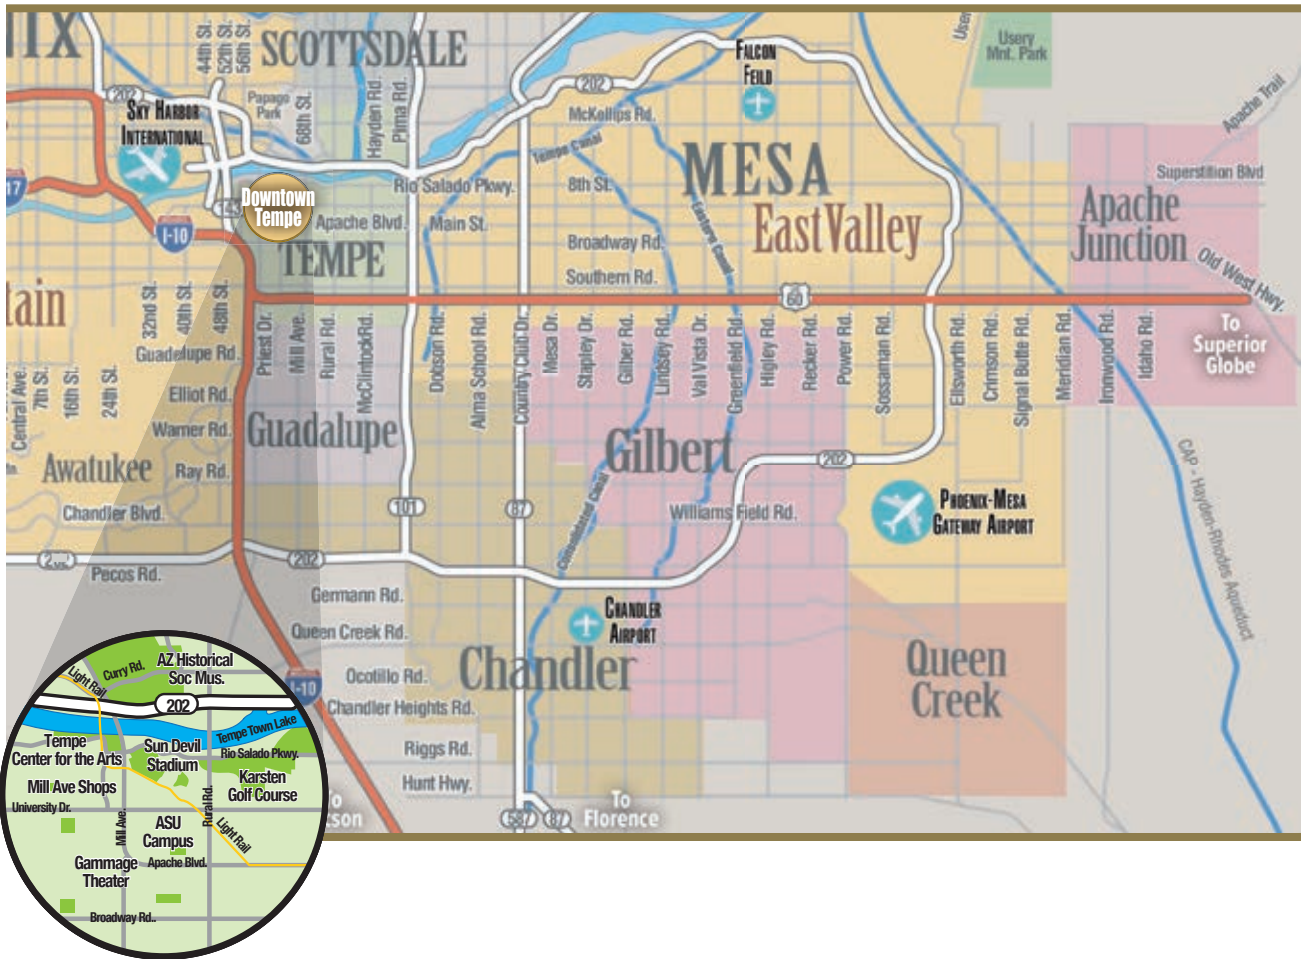 IX
44th St.
52th St.
56th St.
SCOTTSDALE
FALCON
FEILD
User
Usery
Mnt. Park
202
SKY HARBOR
INTERNATIONAL
Papago
Park
68th St.
Hayden Rd.
Pima Rd.
202
McKellips Rd.
Apache Trail
Tempe Canal
MESA
EastValley
Superstition Blvd
17
Downtown
Tempe
Rio Salado Pkwy.
8th St.
Eastern Canal
Apache
Junction
143
I-10
Apache Blvd.
Main St.
Broadway Rd.
TEMPE
Southern Rd.
Old West Hwy.
60
tain
32nd St.
40th St.
48th St.
Priest Dr.
Mill Ave.
Rural Rd.
McClintockRd.
Dobson Rd.
Alma School Rd.
Country Club Dr.
Mesa Dr.
Stapley Dr.
Gilber Rd.
Lindsey Rd.
Val Vista Dr.
Greenfield Rd.
Higley Rd.
Recker Rd.
Power Rd.
Sossaman Rd.
Ellsworth Rd.
Crimson Rd.
Signal Butte Rd.
Meridian Rd.
Ironwood Rd.
Idaho Rd.
To
Superior
Globe
Guadelupe Rd.
Central Ave.
7th St.
16th St.
24th St.
Elliot Rd.
Warner Rd.
Guadalupe
Gilbert
Awatukee
Ray Rd.
202
Chandler Blvd.
101
87
Consolidated Canal
Williams Field Rd.
PHOENIX-MESA
GATEWAY AIRPORT
CAP - Hayden-Rhodes Aqueduct
202
Pecos Rd.
Germann Rd.
CHANDLER
AIRPORT
Queen Creek Rd.
Chandler
Queen
Creek
Ocotillo Rd.
I-10
Chandler Heights Rd.
Riggs Rd.
Hunt Hwy.
To
Florence
587
87
o
cson
Light Rail
Curry Rd.
AZ Historical
Soc Mus.
202
Tempe Town Lake
Tempe
Center for the Arts
Sun Devil
Stadium
Rio Salado Pkwy.
Mill Ave Shops
Karsten
Golf Course
University Dr.
Mill Ave.
Rural Rd.
ASU
Campus
Light Rail
Gammage
Theater
Apache Blvd.
Broadway Rd..